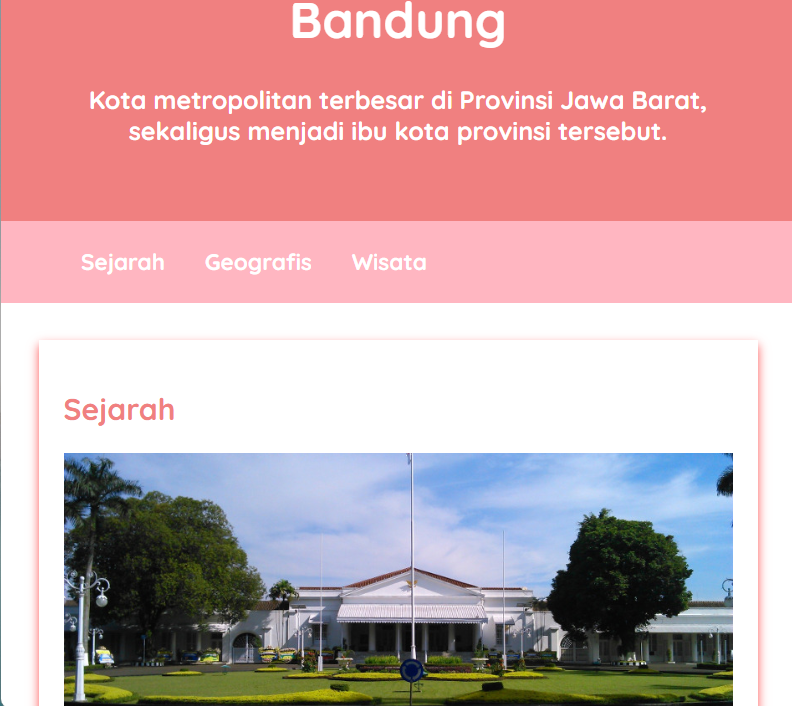 Bandung
Kota metropolitan terbesar di Provinsi Jawa Barat,
sekaligus menjadi ibu kota provinsi tersebut.
Sejarah Geografis Wisata
Sejarah